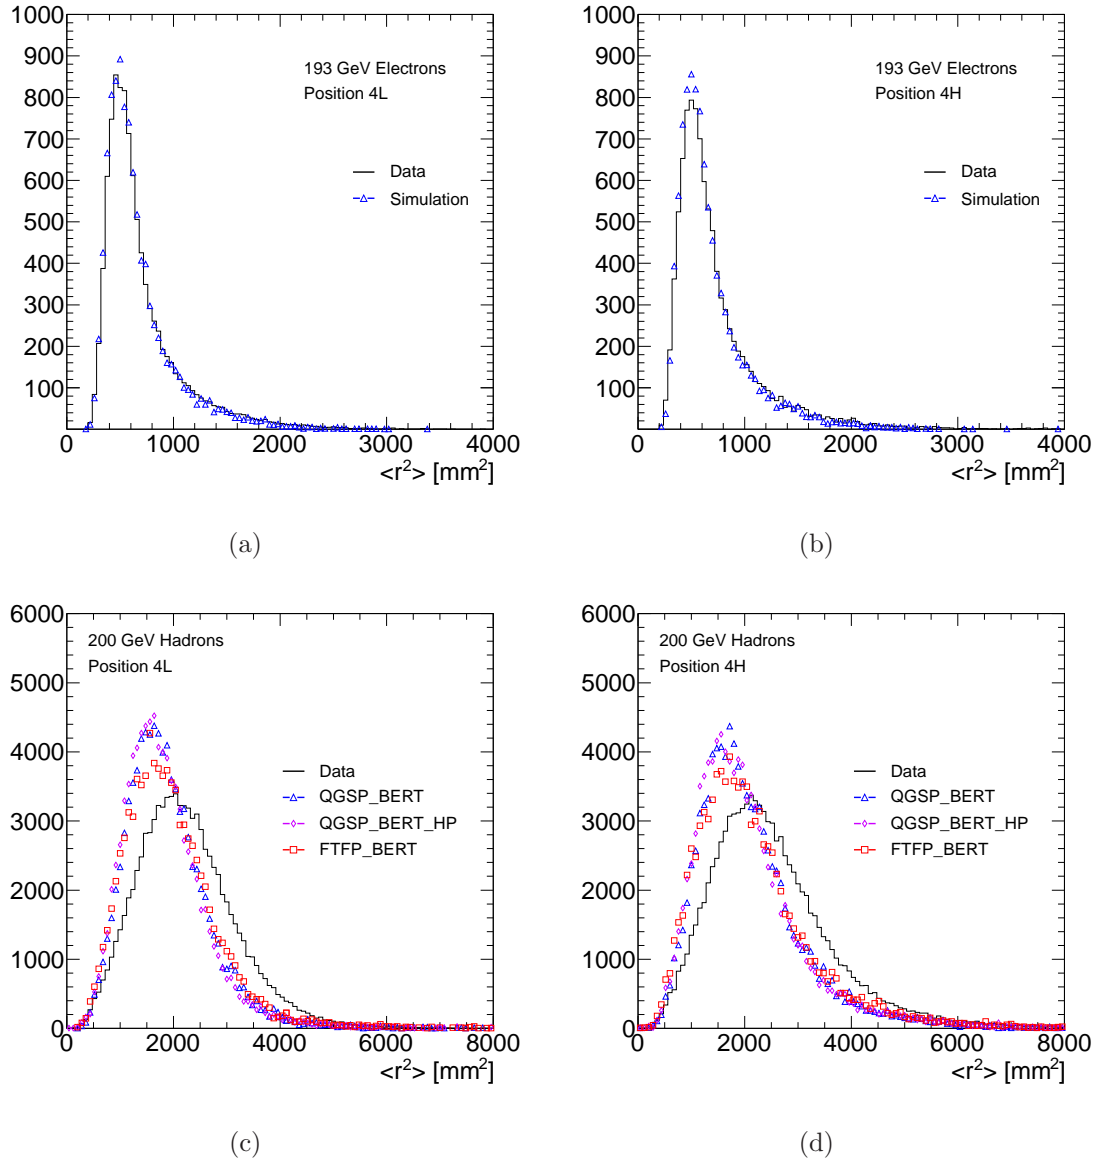 1000
900
800
700
600
500
400
300
200
100
0 1000 2000 3000 4000
<r²> [mm²]
193 GeV Electrons
Position 4L
Data
Simulation
(a)
1000
900
800
700
600
500
400
300
200
100
0 1000 2000 3000 4000
<r²> [mm²]
193 GeV Electrons
Position 4H
Data
Simulation
(b)
6000
5000
4000
3000
2000
1000
0
0 2000 4000 6000 8000
<r²> [mm²]
200 GeV Hadrons
Position 4L
Data
QGSP_BERT
QGSP_BERT_HP
FTFP_BERT
(c)
6000
5000
4000
3000
2000
1000
0
0 2000 4000 6000 8000
<r²> [mm²]
200 GeV Hadrons
Position 4H
Data
QGSP_BERT
QGSP_BERT_HP
FTFP_BERT
(d)